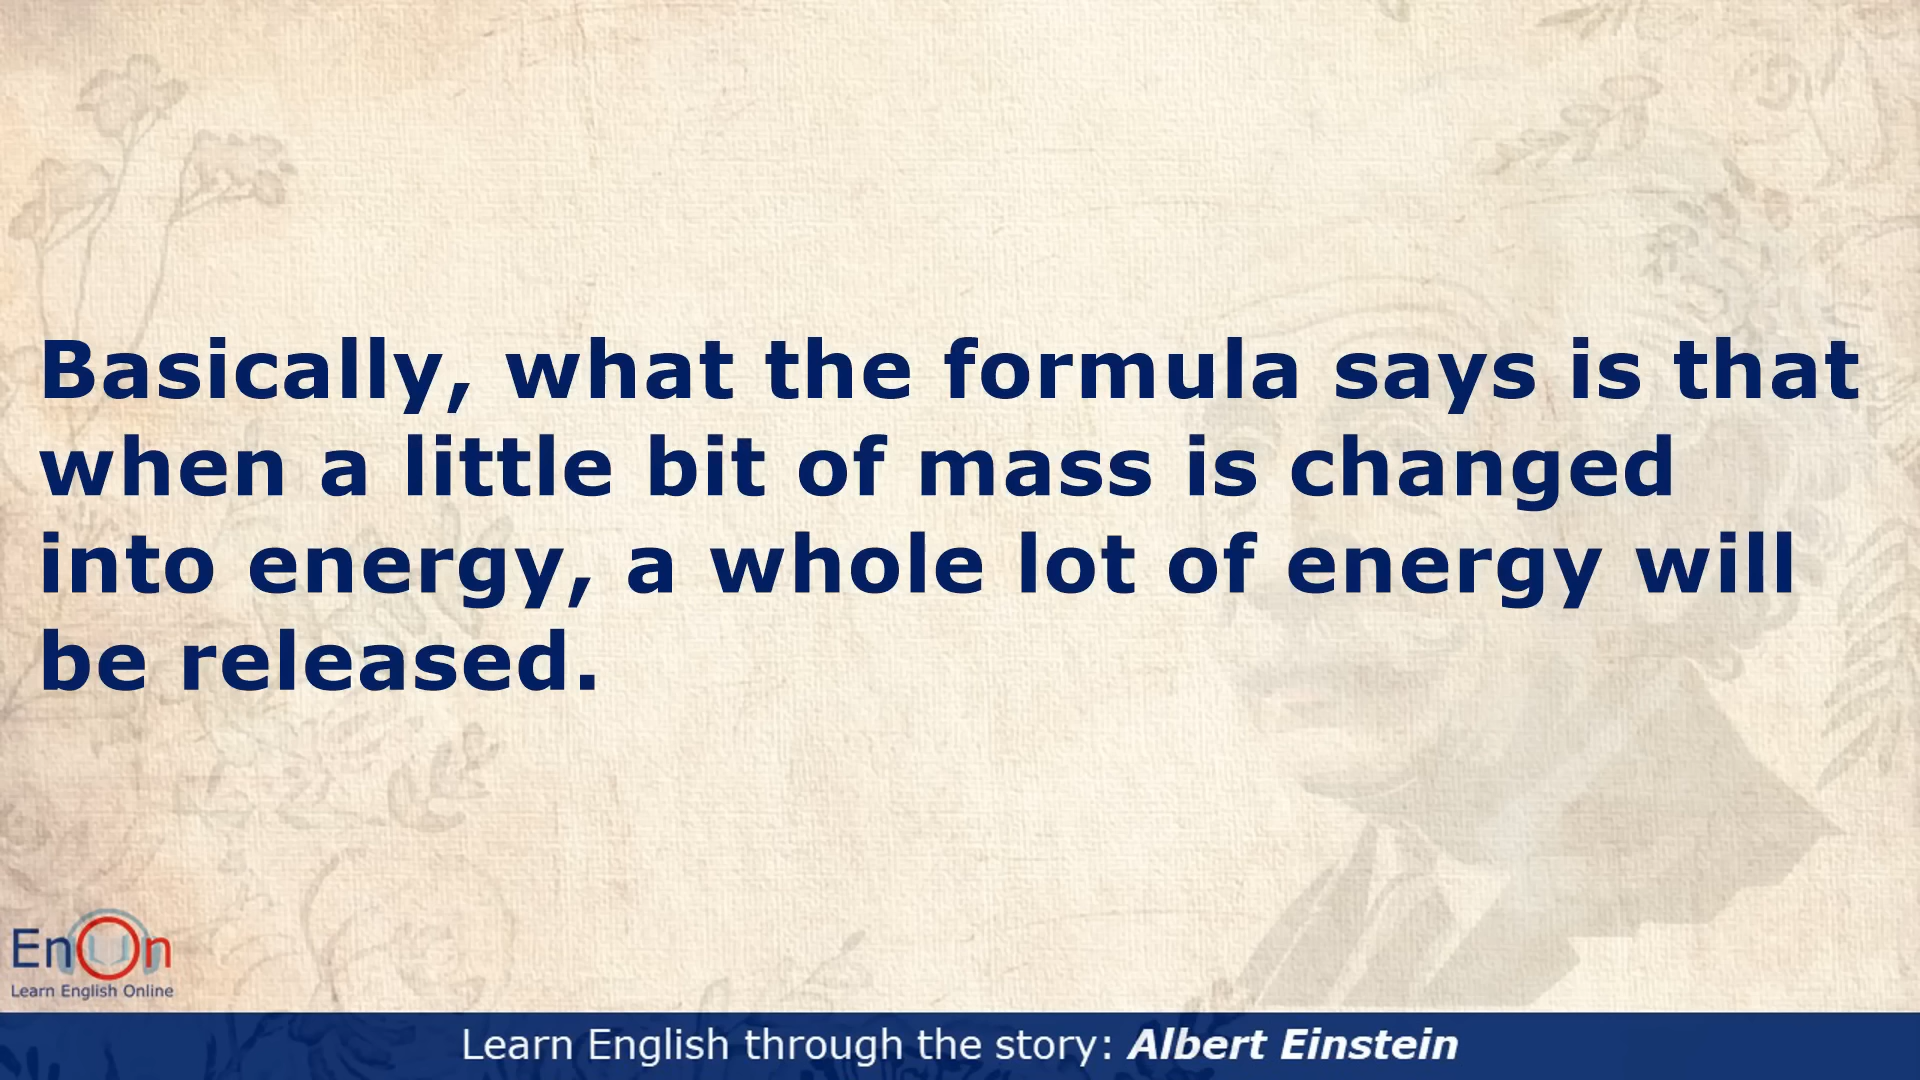 Basically, what the formula says is that
when a little bit of mass is changed
into energy, a whole lot of energy will
be released.
EnOn
Learn English Online
Learn English through the story: Albert Einstein